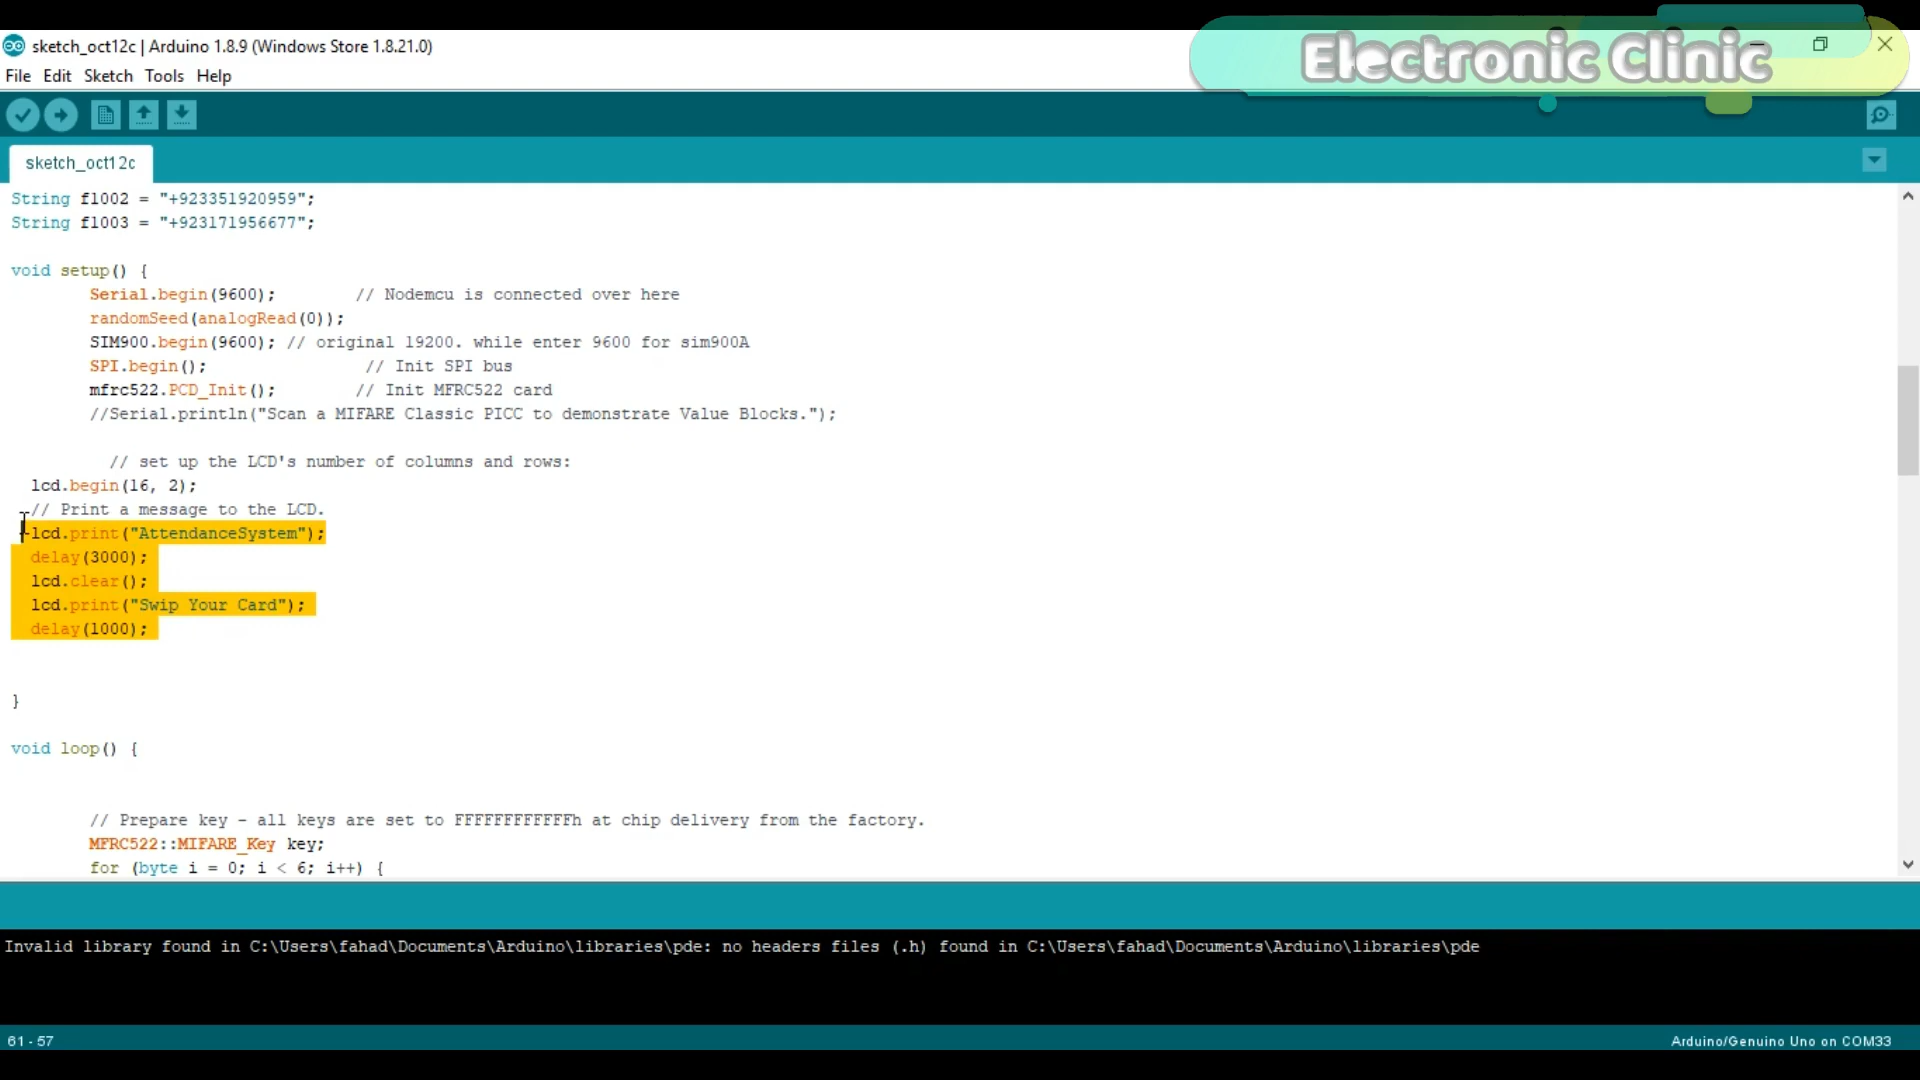 sketch_oct12c | Arduino 1.8.9 (Windows Store 1.8.21.0)
Electronic Clinic
File Edit Sketch Tools Help
sketch_oct12c
String f1002 = "+923351920959";
String f1003 = "+923171956677";
void setup() {
Serial.begin(9600); // Nodemcu is connected over here
randomSeed(analogRead(0));
SIM900.begin(9600); // original 19200. while enter 9600 for sim900A
SPI.begin(); // Init SPI bus
mfrc522.PCD_Init(); // Init MFRC522 card
//Serial.println("Scan a MIFARE Classic PICC to demonstrate Value Blocks.");
// set up the LCD's number of columns and rows:
lcd.begin(16, 2);
// Print a message to the LCD.
lcd.print("AttendanceSystem");
delay(3000);
lcd.clear();
lcd.print("Swip Your Card");
delay(1000);
}
void loop() {
// Prepare key - all keys are set to FFFFFFFFFFFFh at chip delivery from the factory.
MFRC522::MIFARE_Key key;
for (byte i = 0; i < 6; i++) {
Invalid library found in C:\Users\fahad\Documents\Arduino\libraries\pde: no headers files (.h) found in C:\Users\fahad\Documents\Arduino\libraries\pde
61 - 57
Arduino/Genuino Uno on COM33